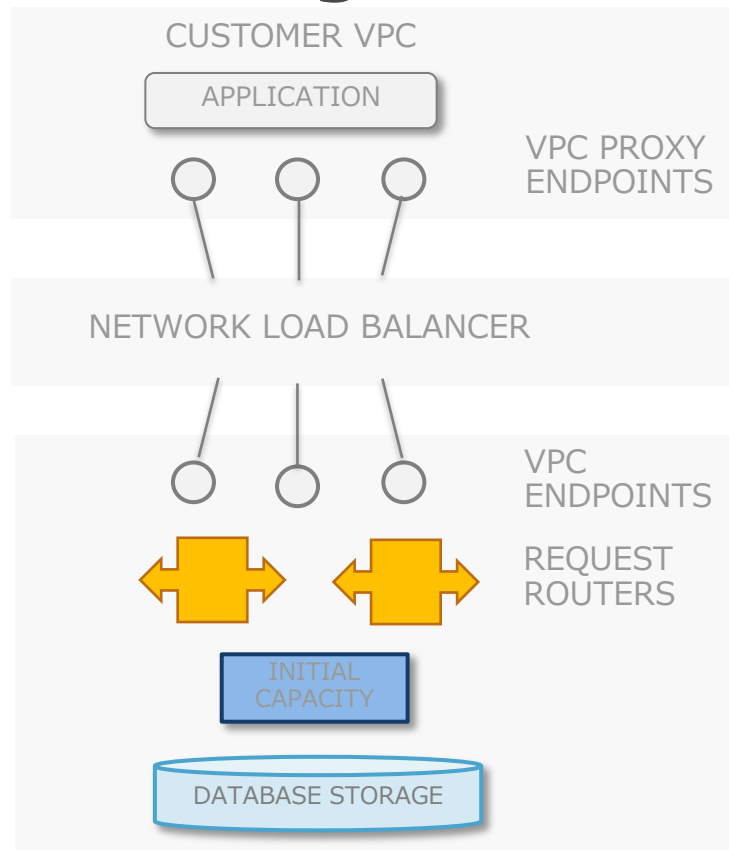 CUSTOMER VPC
APPLICATION
VPC PROXY
ENDPOINTS
NETWORK LOAD BALANCER
VPC
ENDPOINTS
REQUEST
ROUTERS
INITIAL
CAPACITY
DATABASE STORAGE